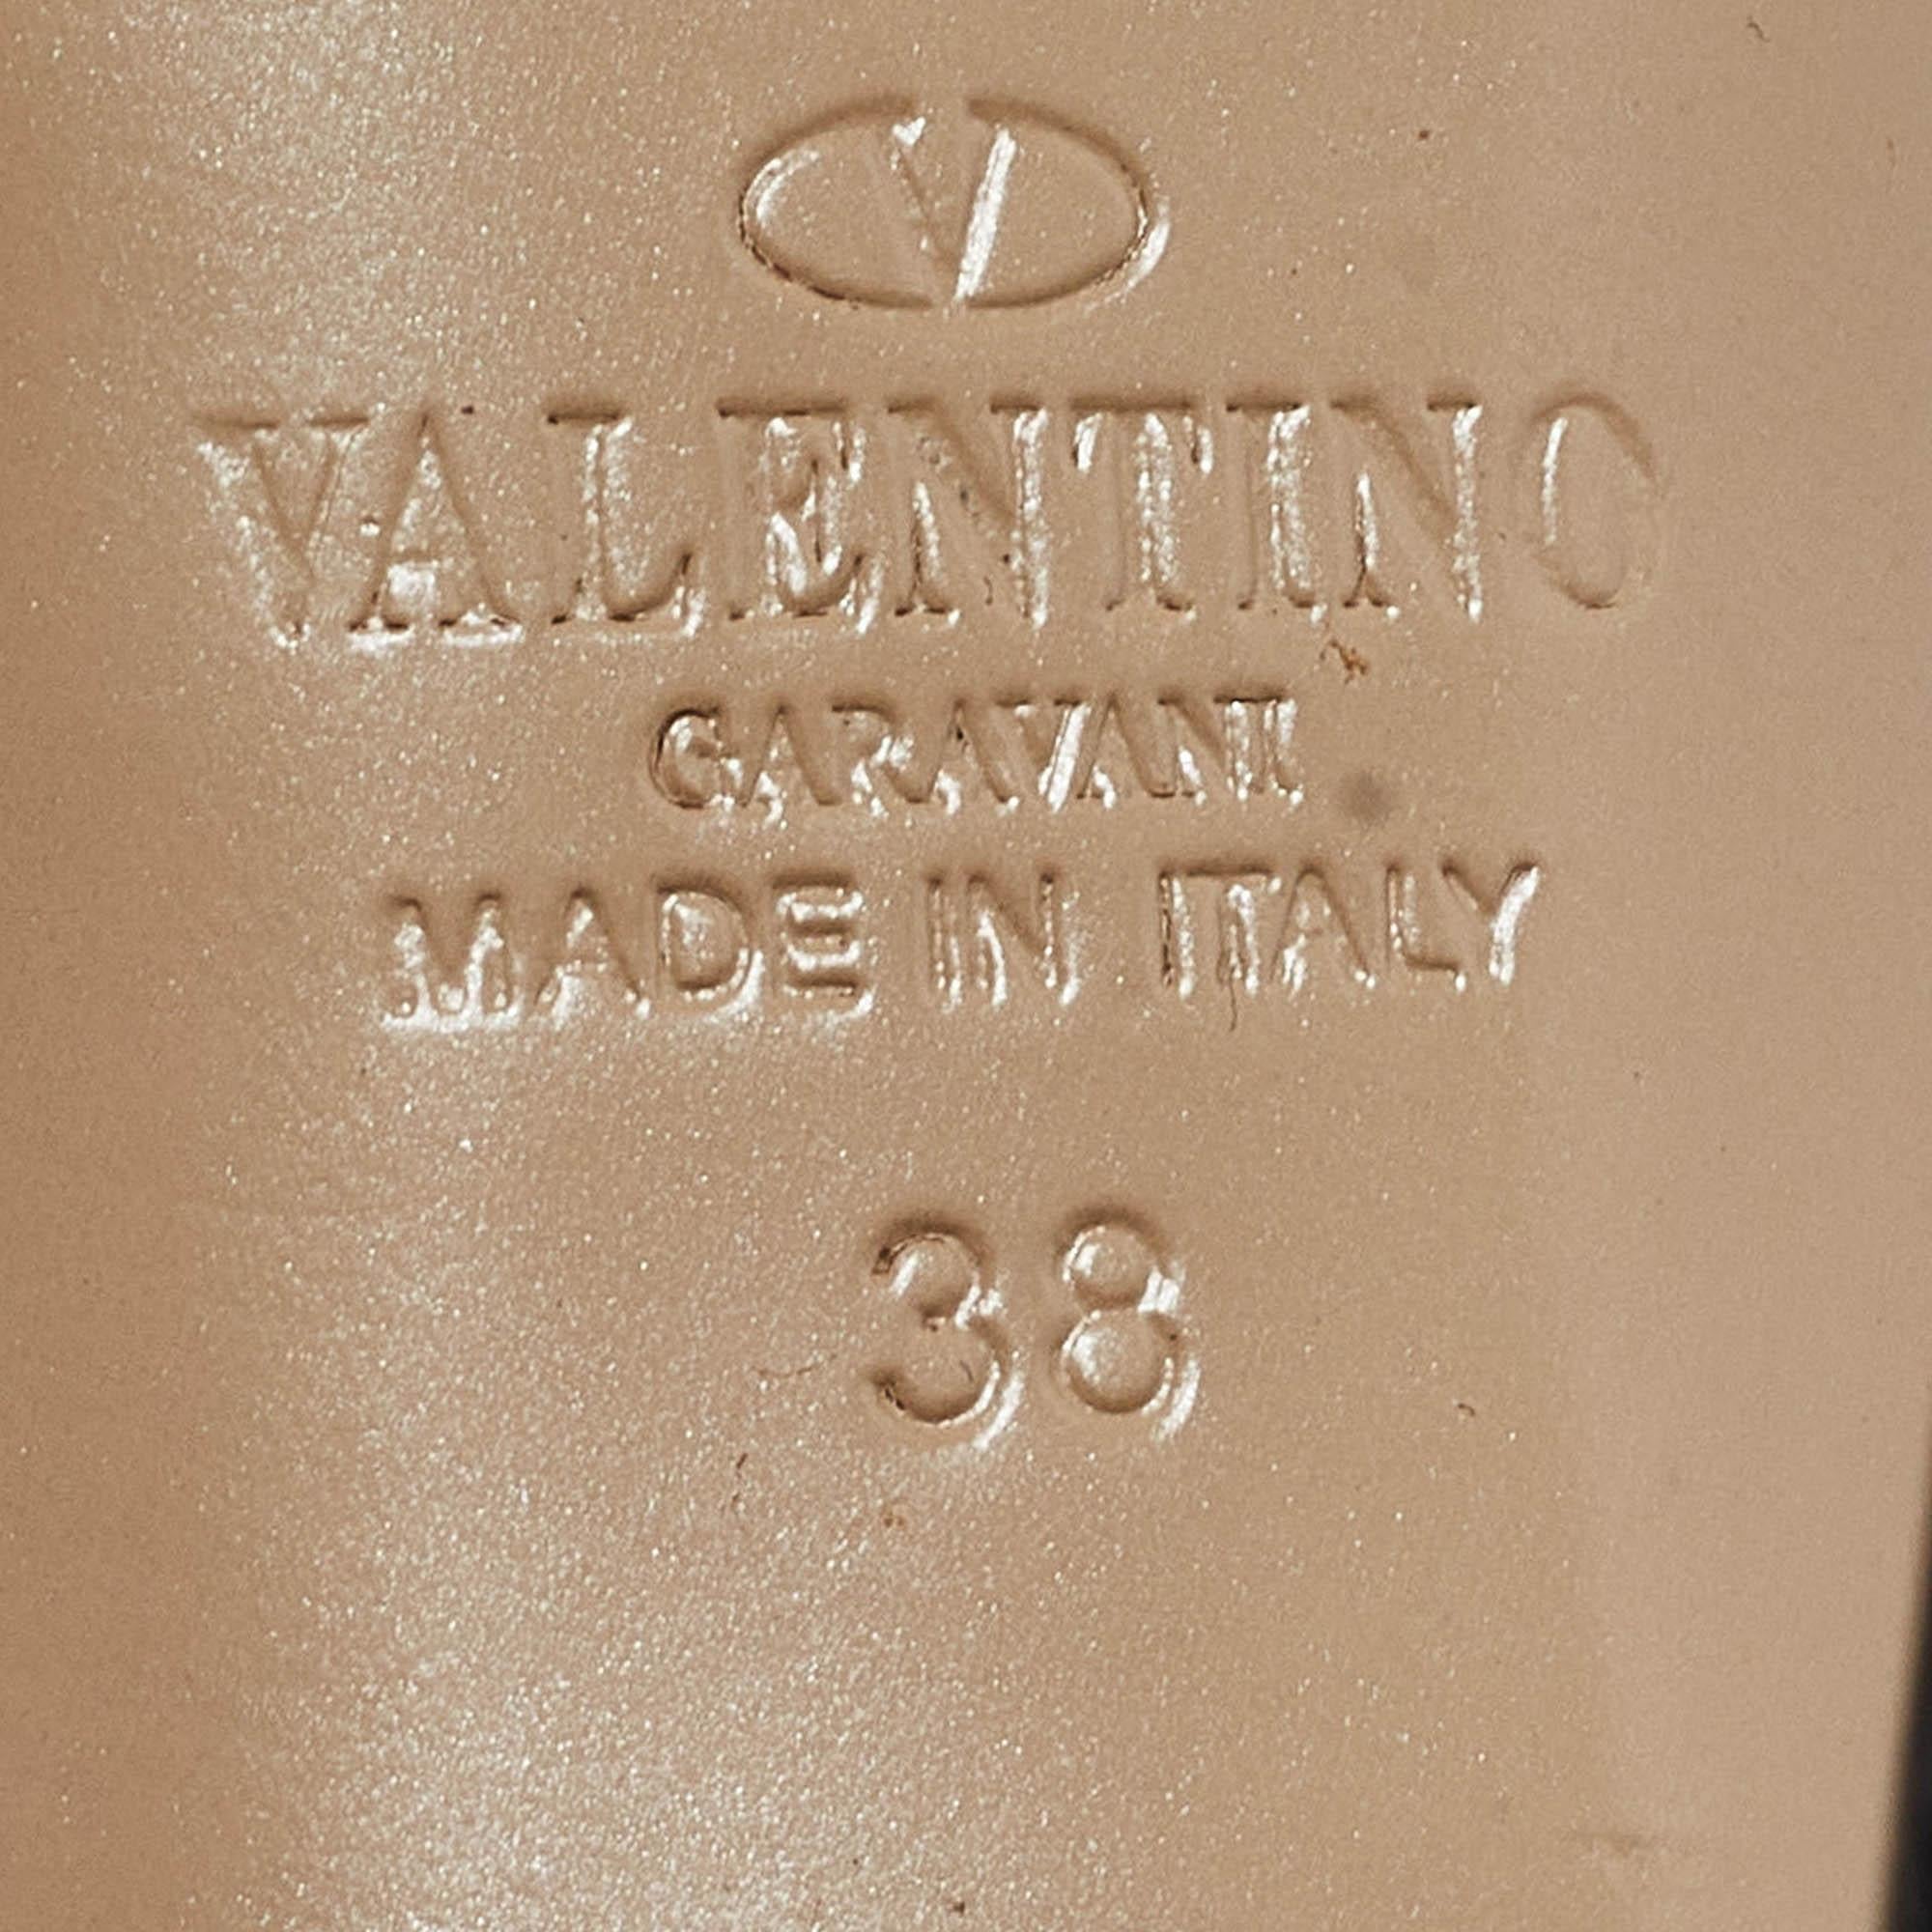 V
VALENTINO
GARAVANI
MADE IN ITALY
38